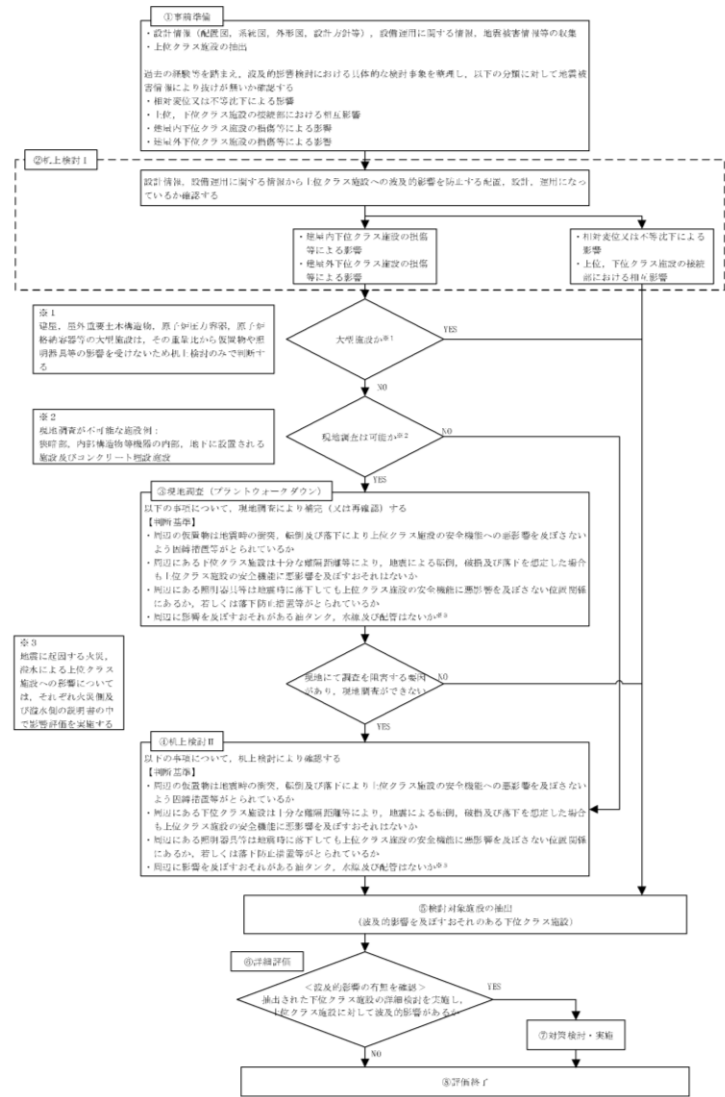 ①事前準備
・設計情報（配置図，系統図，外形図，設計方針等），設備運用に関する情報，地震被害情報等の収集
・上位クラス施設の抽出
過去の経験等を踏まえ，波及的影響検討における具体的な検討事象を整理し，以下の分類に対して地震被
害情報により抜けが無いか確認する
・相対変位又は不等沈下による影響
・上位，下位クラス施設の接続部における相互影響
・建屋内下位クラス施設の損傷等による影響
・建屋外下位クラス施設の損傷等による影響
②机上検討Ⅰ
設計情報，設備運用に関する情報から上位クラス施設への波及的影響を防止する配置，設計，運用になっ
ているか確認する
・建屋内下位クラス施設の損傷
等による影響
・建屋外下位クラス施設の損傷
等による影響
・相対変位又は不等沈下による
影響
・上位，下位クラス施設の接続
部における相互影響
※1
建屋，屋外重要土木構造物，原子炉圧力容器，原子炉
格納容器等の大型施設は，その重量比から仮置物や照
明器具等の影響を受けないため机上検討のみで判断す
る
大型施設か※1
YES
NO
※2
現地調査が不可能な施設例：
狭暗部，内部構造物等機器の内部，地下に設置される
施設及びコンクリート埋設施設
現地調査は可能か※2
NO
YES
③現地調査（プラントウォークダウン）
以下の事項について，現地調査により補完（又は再確認）する
【判断基準】
・周辺の仮置物は地震時の衝突，転倒及び落下により上位クラス施設の安全機能への悪影響を及ぼさない
よう固縛措置等がとられているか
・周辺にある下位クラス施設は十分な離隔距離等により，地震による転倒，破損及び落下を想定した場合
も上位クラス施設の安全機能に悪影響を及ぼすおそれはないか
・周辺にある照明器具等は地震時に落下しても上位クラス施設の安全機能に悪影響を及ぼさない位置関係
にあるか，若しくは落下防止措置等がとられているか
・周辺に影響を及ぼすおそれがある油タンク，水源及び配管はないか※3
※3
地震に起因する火災，
溢水による上位クラス
施設への影響について
は，それぞれ火災側及
び溢水側の説明書の中
で影響評価を実施する
現地にて調査を阻害する要因
があり，現地調査ができない
NO
YES
④机上検討Ⅱ
以下の事項について，机上検討により確認する
【判断基準】
・周辺の仮置物は地震時の衝突，転倒及び落下により上位クラス施設の安全機能への悪影響を及ぼさない
よう固縛措置等がとられているか
・周辺にある下位クラス施設は十分な離隔距離等により，地震による転倒，破損及び落下を想定した場合
も上位クラス施設の安全機能に悪影響を及ぼすおそれはないか
・周辺にある照明器具等は地震時に落下しても上位クラス施設の安全機能に悪影響を及ぼさない位置関係
にあるか，若しくは落下防止措置等がとられているか
・周辺に影響を及ぼすおそれがある油タンク，水源及び配管はないか※3
⑤検討対象施設の抽出
（波及的影響を及ぼすおそれのある下位クラス施設）
⑥詳細評価
＜波及的影響の有無を確認＞
抽出された下位クラス施設の詳細検討を実施し，
上位クラス施設に対して波及的影響があるか
YES
NO
⑦対策検討・実施
⑧評価終了